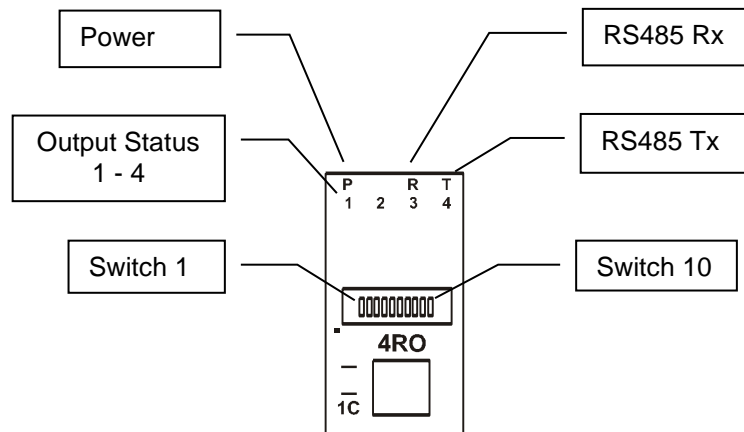 Power
RS485 Rx
Output Status
1 - 4
RS485 Tx
P R T
1 2 3 4
Switch 1
Switch 10
4RO
1C